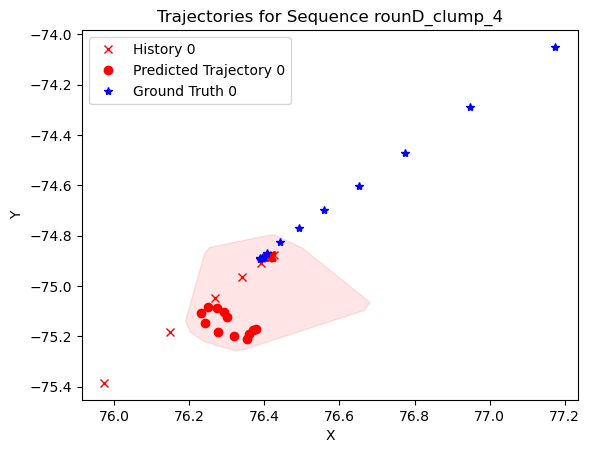 Trajectories for Sequence rounD_clump_4
History 0
Predicted Trajectory 0
Ground Truth 0
−74.0
−74.2
−74.4
−74.6
−74.8
−75.0
−75.2
−75.4
Y
76.0 76.2 76.4 76.6 76.8 77.0 77.2
X